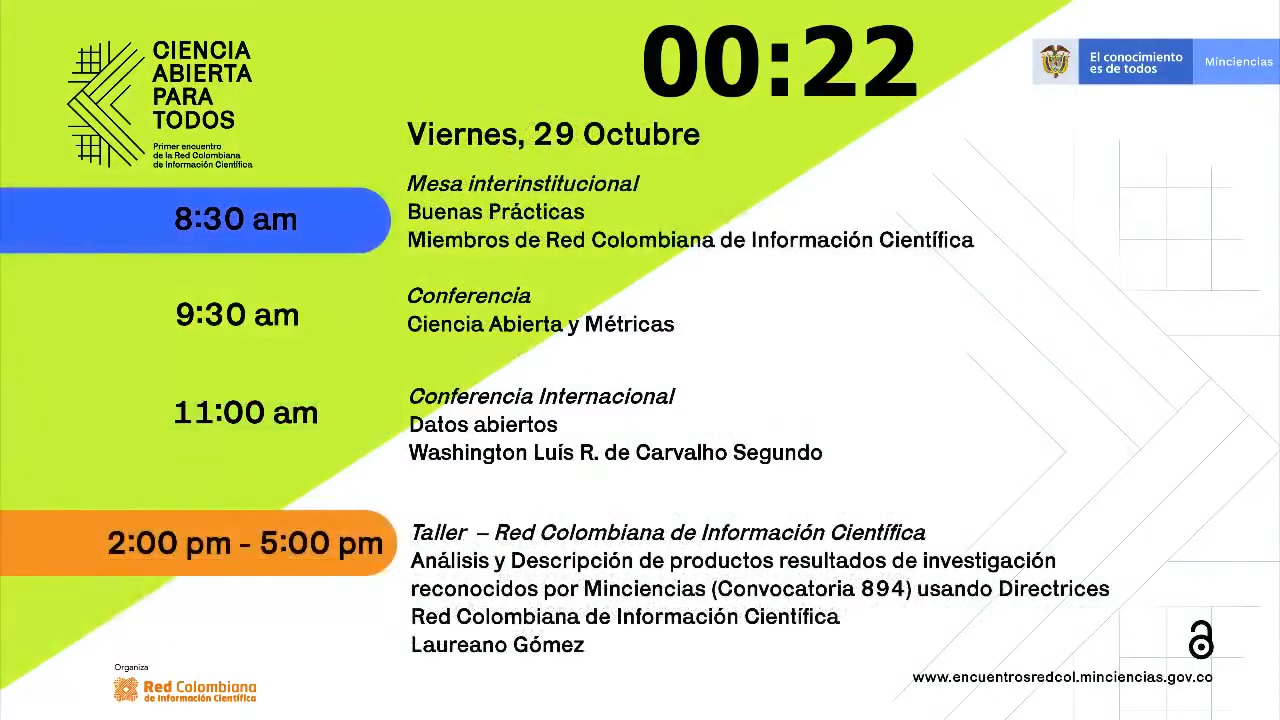 CIENCIA
ABIERTA
PARA
TODOS
Primer encuentro
de la Red Colombiana
de Información Científica
00:22
El conocimiento
es de todos
Minciencias
Viernes, 29 Octubre
8:30 am
Mesa interinstitucional
Buenas Prácticas
Miembros de Red Colombiana de Información Científica
9:30 am
Conferencia
Ciencia Abierta y Métricas
11:00 am
Conferencia Internacional
Datos abiertos
Washington Luís R. de Carvalho Segundo
2:00 pm - 5:00 pm
Taller – Red Colombiana de Información Científica
Análisis y Descripción de productos resultados de investigación
reconocidos por Minciencias (Convocatoria 894) usando Directrices
Red Colombiana de Información Científica
Laureano Gómez
Organiza
Red Colombiana
de Información Científica
www.encuentrosredcol.minciencias.gov.co